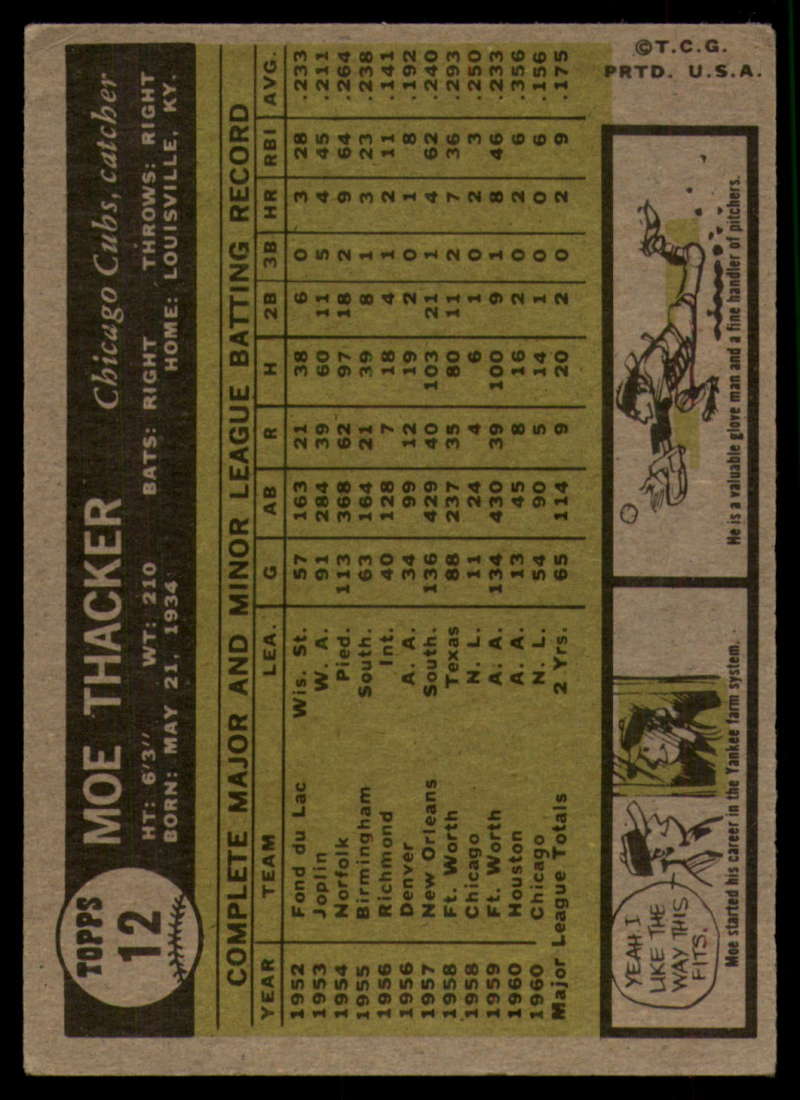 TOPPS
12
MOE THACKER Chicago Cubs, catcher
HT: 6'3" WT: 210 BATS: RIGHT THROWS: RIGHT
BORN: MAY 21, 1934 HOME: LOUISVILLE, KY.
COMPLETE MAJOR AND MINOR LEAGUE BATTING RECORD
YEAR TEAM LEA. G AB R H 2B 3B HR RBI AVG.
1952 Fond du Lac Wis. St. 57 163 21 38 6 0 3 28 .233
1953 Joplin W. A. 91 284 39 60 11 5 4 45 .211
1954 Norfolk Pied. 113 368 62 97 18 2 9 64 .264
1955 Birmingham South. 63 164 21 39 8 1 3 23 .238
1956 Richmond Int. 40 128 7 18 4 1 2 11 .141
1956 Denver A. A. 34 99 12 19 2 0 1 8 .192
1957 New Orleans South. 136 429 40 103 21 1 4 62 .240
1958 Ft. Worth Texas 88 237 35 80 11 2 7 36 .293
1958 Chicago N. L. 11 24 4 6 1 0 2 3 .250
1959 Ft. Worth A. A. 134 430 39 100 9 1 8 46 .233
1960 Houston A. A. 13 45 8 16 2 0 2 6 .356
1960 Chicago N. L. 54 90 5 14 1 0 0 6 .156
Major League Totals 2 Yrs. 65 114 9 20 2 0 2 9 .175
YEAH. I
LIKE THE
WAY THIS
FITS.
Moe started his career in the Yankee farm system.
He is a valuable glove man and a fine handler of pitchers.
©T.C.G.
PRTD. U.S.A.